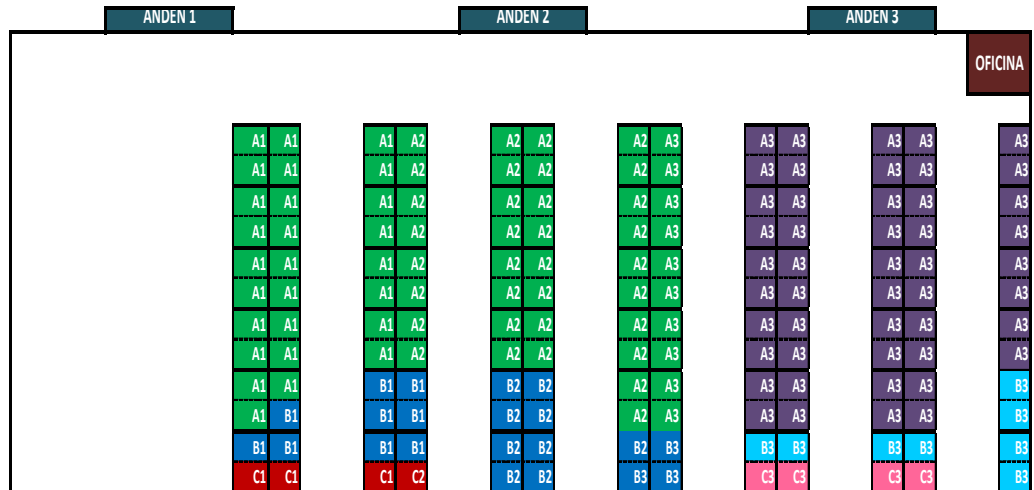 ANDEN 1 ANDEN 2 ANDEN 3
OFICINA
A1 A1 A1 A2 A2 A2 A2 A3 A3 A3 A3 A3 A3
A1 A1 A1 A2 A2 A2 A2 A3 A3 A3 A3 A3 A3
A1 A1 A1 A2 A2 A2 A2 A3 A3 A3 A3 A3 A3
A1 A1 A1 A2 A2 A2 A2 A3 A3 A3 A3 A3 A3
A1 A1 A1 A2 A2 A2 A2 A3 A3 A3 A3 A3 A3
A1 A1 A1 A2 A2 A2 A2 A3 A3 A3 A3 A3 A3
A1 A1 A1 A2 A2 A2 A2 A3 A3 A3 A3 A3 A3
A1 A1 A1 A2 A2 A2 A2 A3 A3 A3 A3 A3 A3
A1 A1 B1 B1 B2 B2 A2 A3 A3 A3 A3 A3 B3
A1 B1 B1 B1 B2 B2 A2 A3 A3 A3 A3 A3 B3
B1 B1 B1 B1 B2 B2 B2 B3 B3 B3 B3 B3 B3
C1 C1 C1 C2 B2 B2 B3 B3 C3 C3 C3 C3 B3